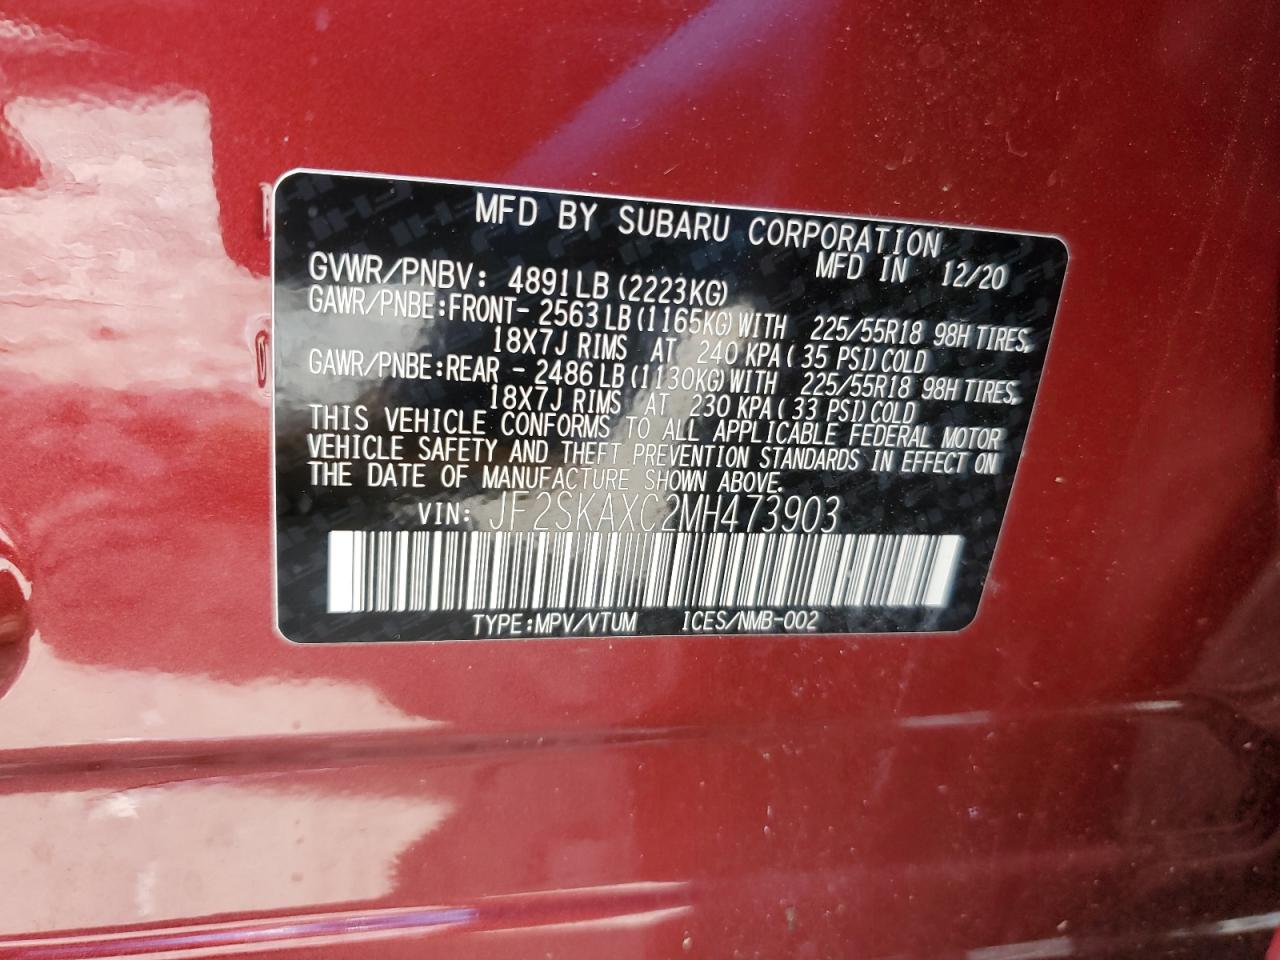 MFD BY SUBARU CORPORATION
MFD IN 12/20
GVWR/PNBV: 4891LB (2223KG)
GAWR/PNBE:FRONT- 2563 LB (1165KG) WITH 225/55R18 98H TIRES,
18X7J RIMS AT 240 KPA ( 35 PSI) COLD
GAWR/PNBE:REAR - 2486 LB (1130KG) WITH 225/55R18 98H TIRES,
18X7J RIMS AT 230 KPA ( 33 PSI) COLD
THIS VEHICLE CONFORMS TO ALL APPLICABLE FEDERAL MOTOR
VEHICLE SAFETY AND THEFT PREVENTION STANDARDS IN EFFECT ON
THE DATE OF MANUFACTURE SHOWN ABOVE.
VIN: JF2SKAXC2MH473903
TYPE:MPV/VTUM ICES/NMB-002